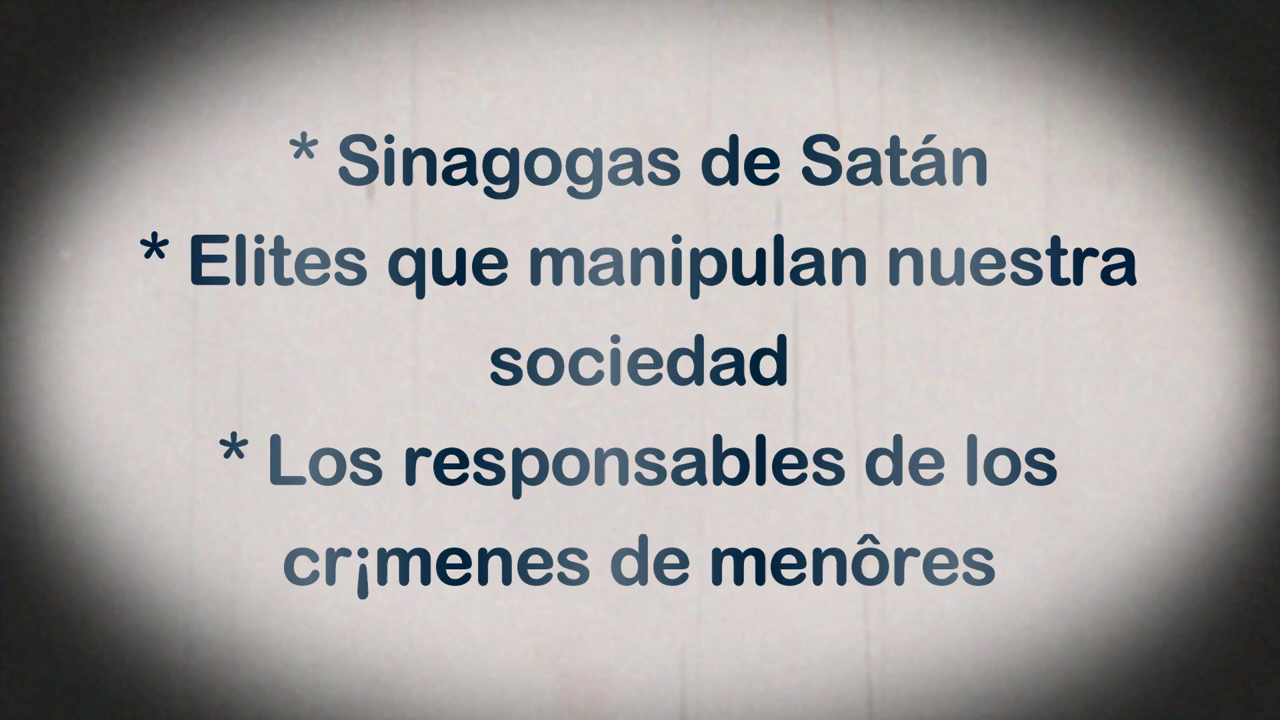 * Sinagogas de Satán
* Elites que manipulan nuestra
sociedad
* Los responsables de los
cr¡menes de menôres